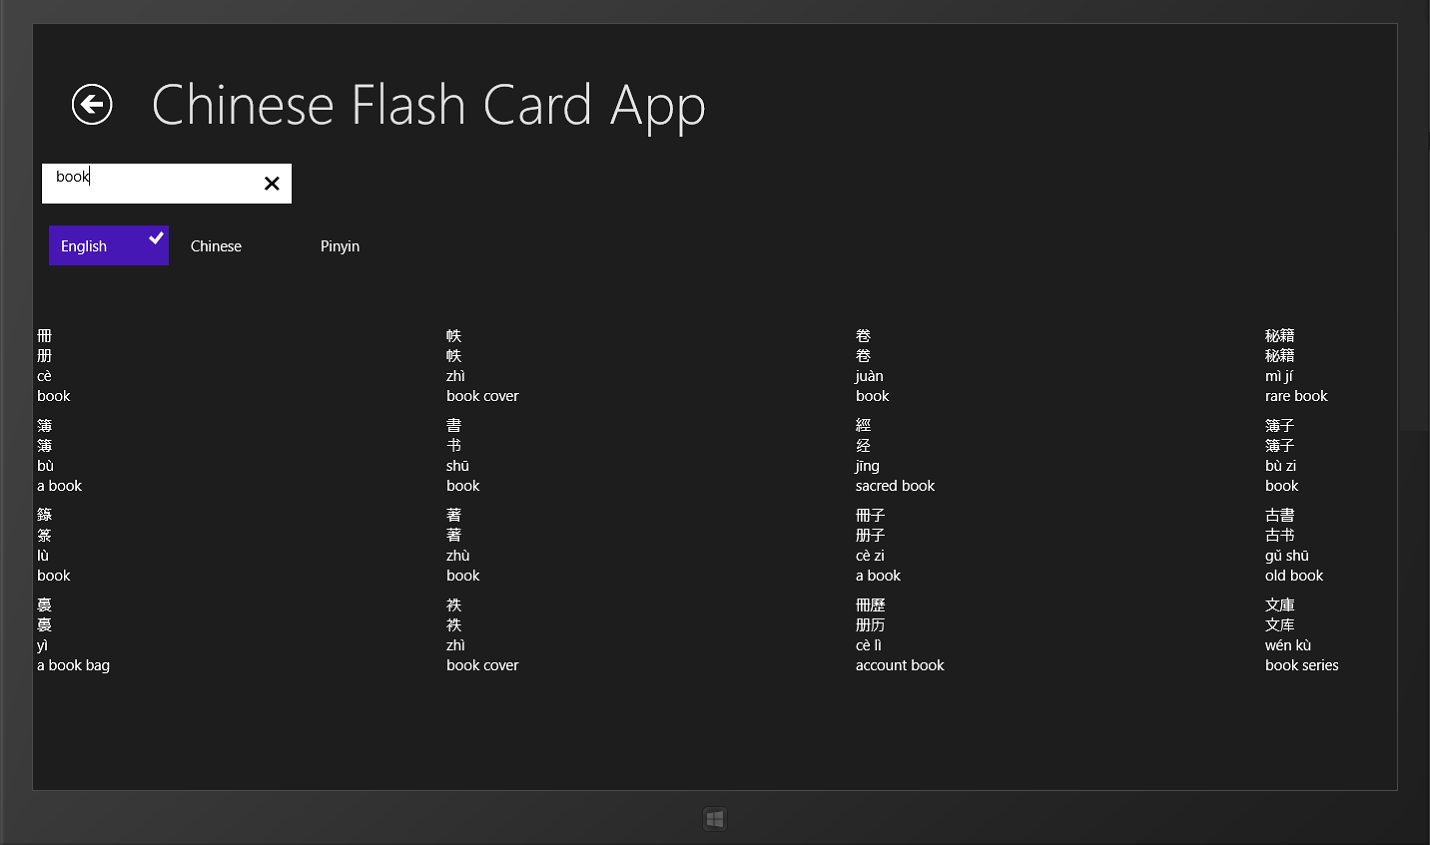 Chinese Flash Card App
book
English
Chinese
Pinyin
冊
册
cè
book
簿
簿
bù
a book
籙
箓
lù
book
裛
裛
yì
a book bag
帙
帙
zhì
book cover
書
书
shū
book
著
著
zhù
book
袟
袟
zhì
book cover
卷
卷
juàn
book
經
经
jīng
sacred book
冊子
册子
cè zi
a book
冊歷
册历
cè lì
account book
秘籍
秘籍
mì jí
rare book
簿子
簿子
bù zi
book
古書
古书
gǔ shū
old book
文庫
文库
wén kù
book series